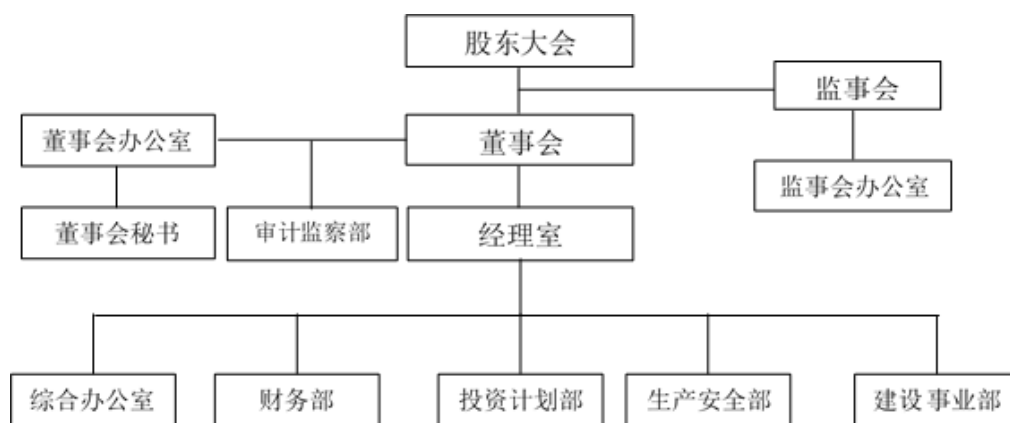 股东大会
监事会
董事会办公室
董事会
监事会办公室
董事会秘书
审计监察部
经理室
综合办公室
财务部
投资计划部
生产安全部
建设事业部